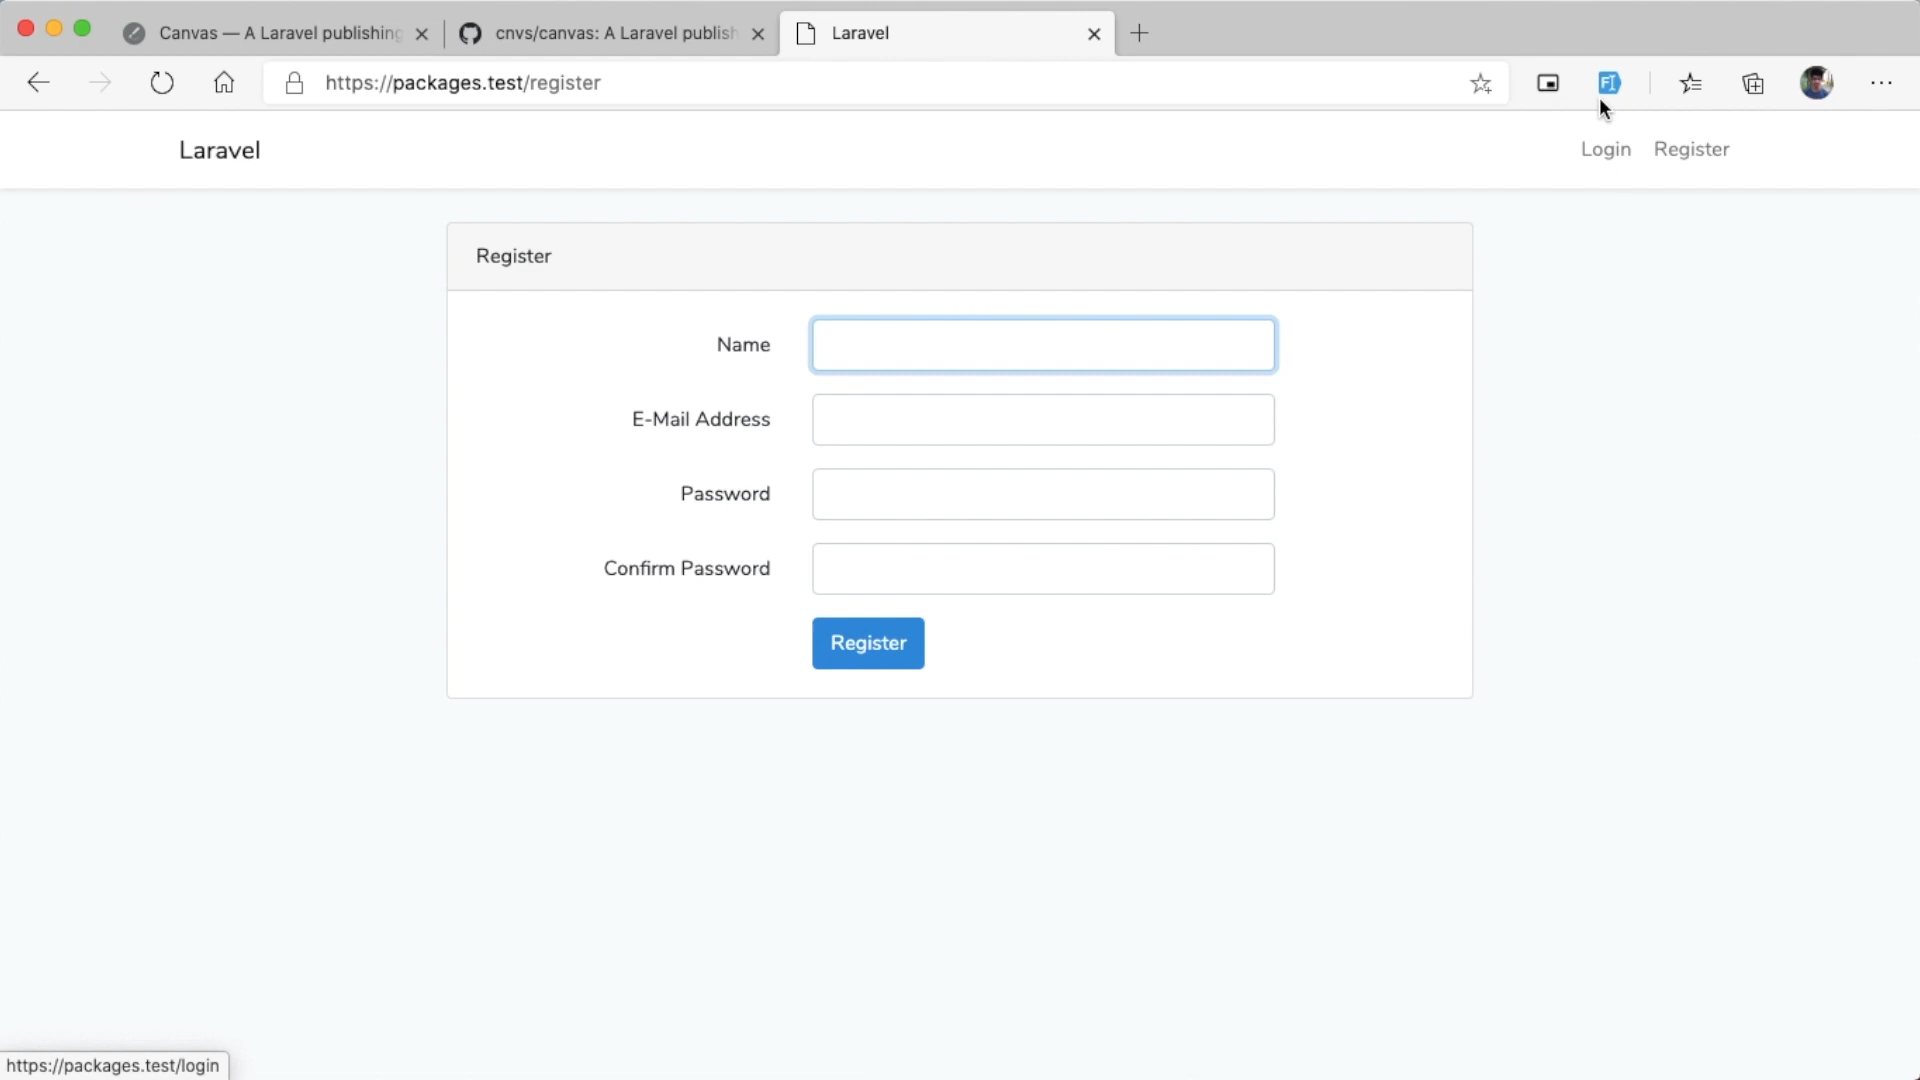 Canvas — A Laravel publishing
cnvs/canvas: A Laravel publish
Laravel
https://packages.test/register
FI
Laravel
Login
Register
Register
Name
E-Mail Address
Password
Confirm Password
Register
https://packages.test/login